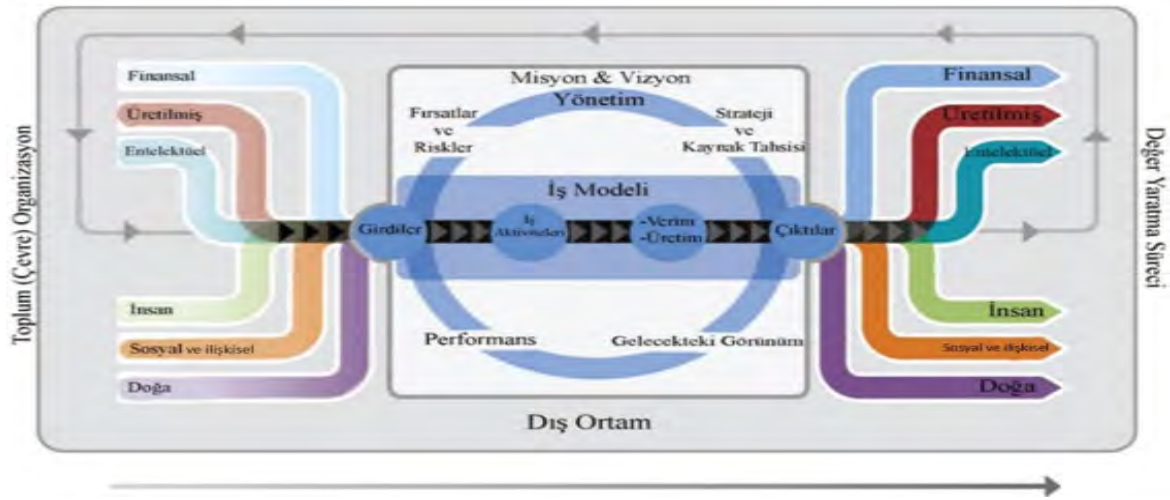 Toplum (Çevre) Organizasyon
Finansal
Üretilmiş
Entelektüel
İnsan
Sosyal ve ilişkisel
Doğa
Misyon & Vizyon
Yönetim
Fırsatlar
ve
Riskler
Strateji
ve
Kaynak Tahsisi
İş Modeli
Girdiler
İş
Aktiviteleri
-Verim
-Üretim
Çıktılar
Performans
Gelecekteki Görünüm
Dış Ortam
Finansal
Üretilmiş
Entelektüel
İnsan
Sosyal ve ilişkisel
Doğa
Değer Yaratma Süreci